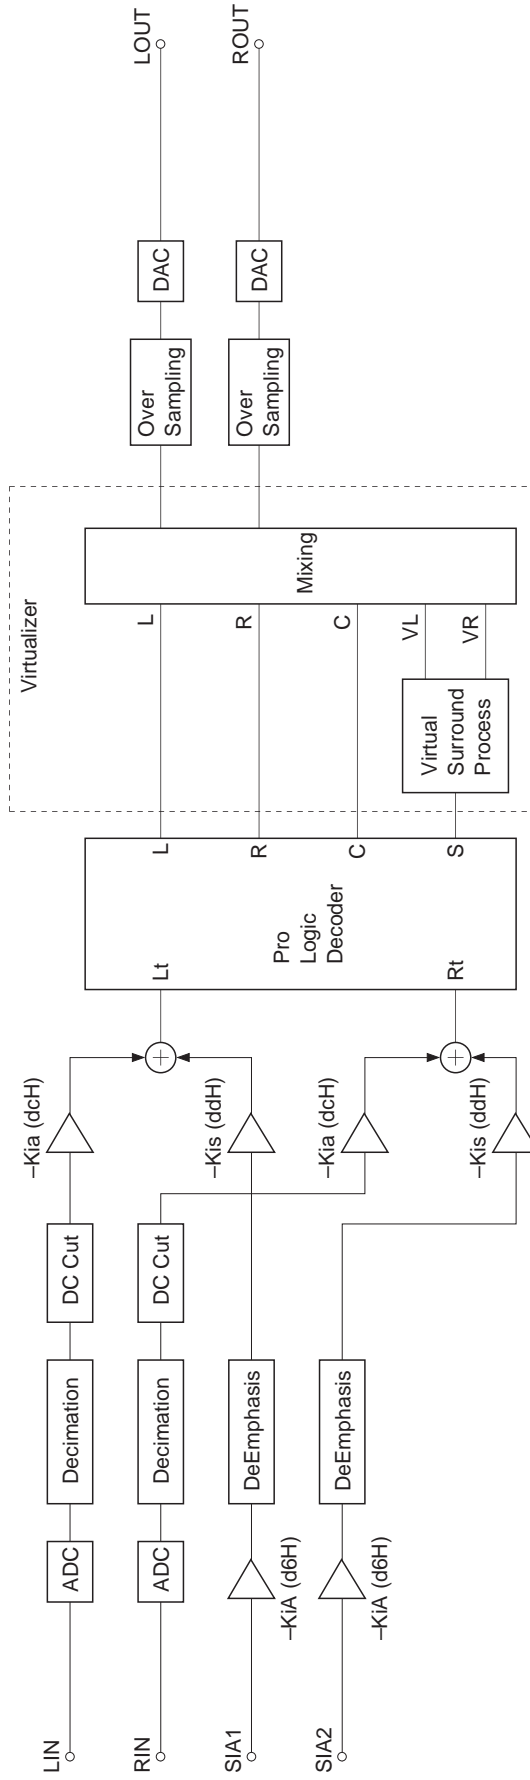 LIN
ADC
Decimation
DC Cut
–Kia (dcH)
RIN
ADC
Decimation
DC Cut
–Kia (dcH)
SIA1
–KiA (d6H)
DeEmphasis
–Kis (ddH)
SIA2
–KiA (d6H)
DeEmphasis
–Kis (ddH)
+
+
Lt
Rt
Pro
Logic
Decoder
L
R
C
S
Virtualizer
Virtual
Surround
Process
L
R
C
VL
VR
Mixing
Over
Sampling
DAC
LOUT
Over
Sampling
DAC
ROUT